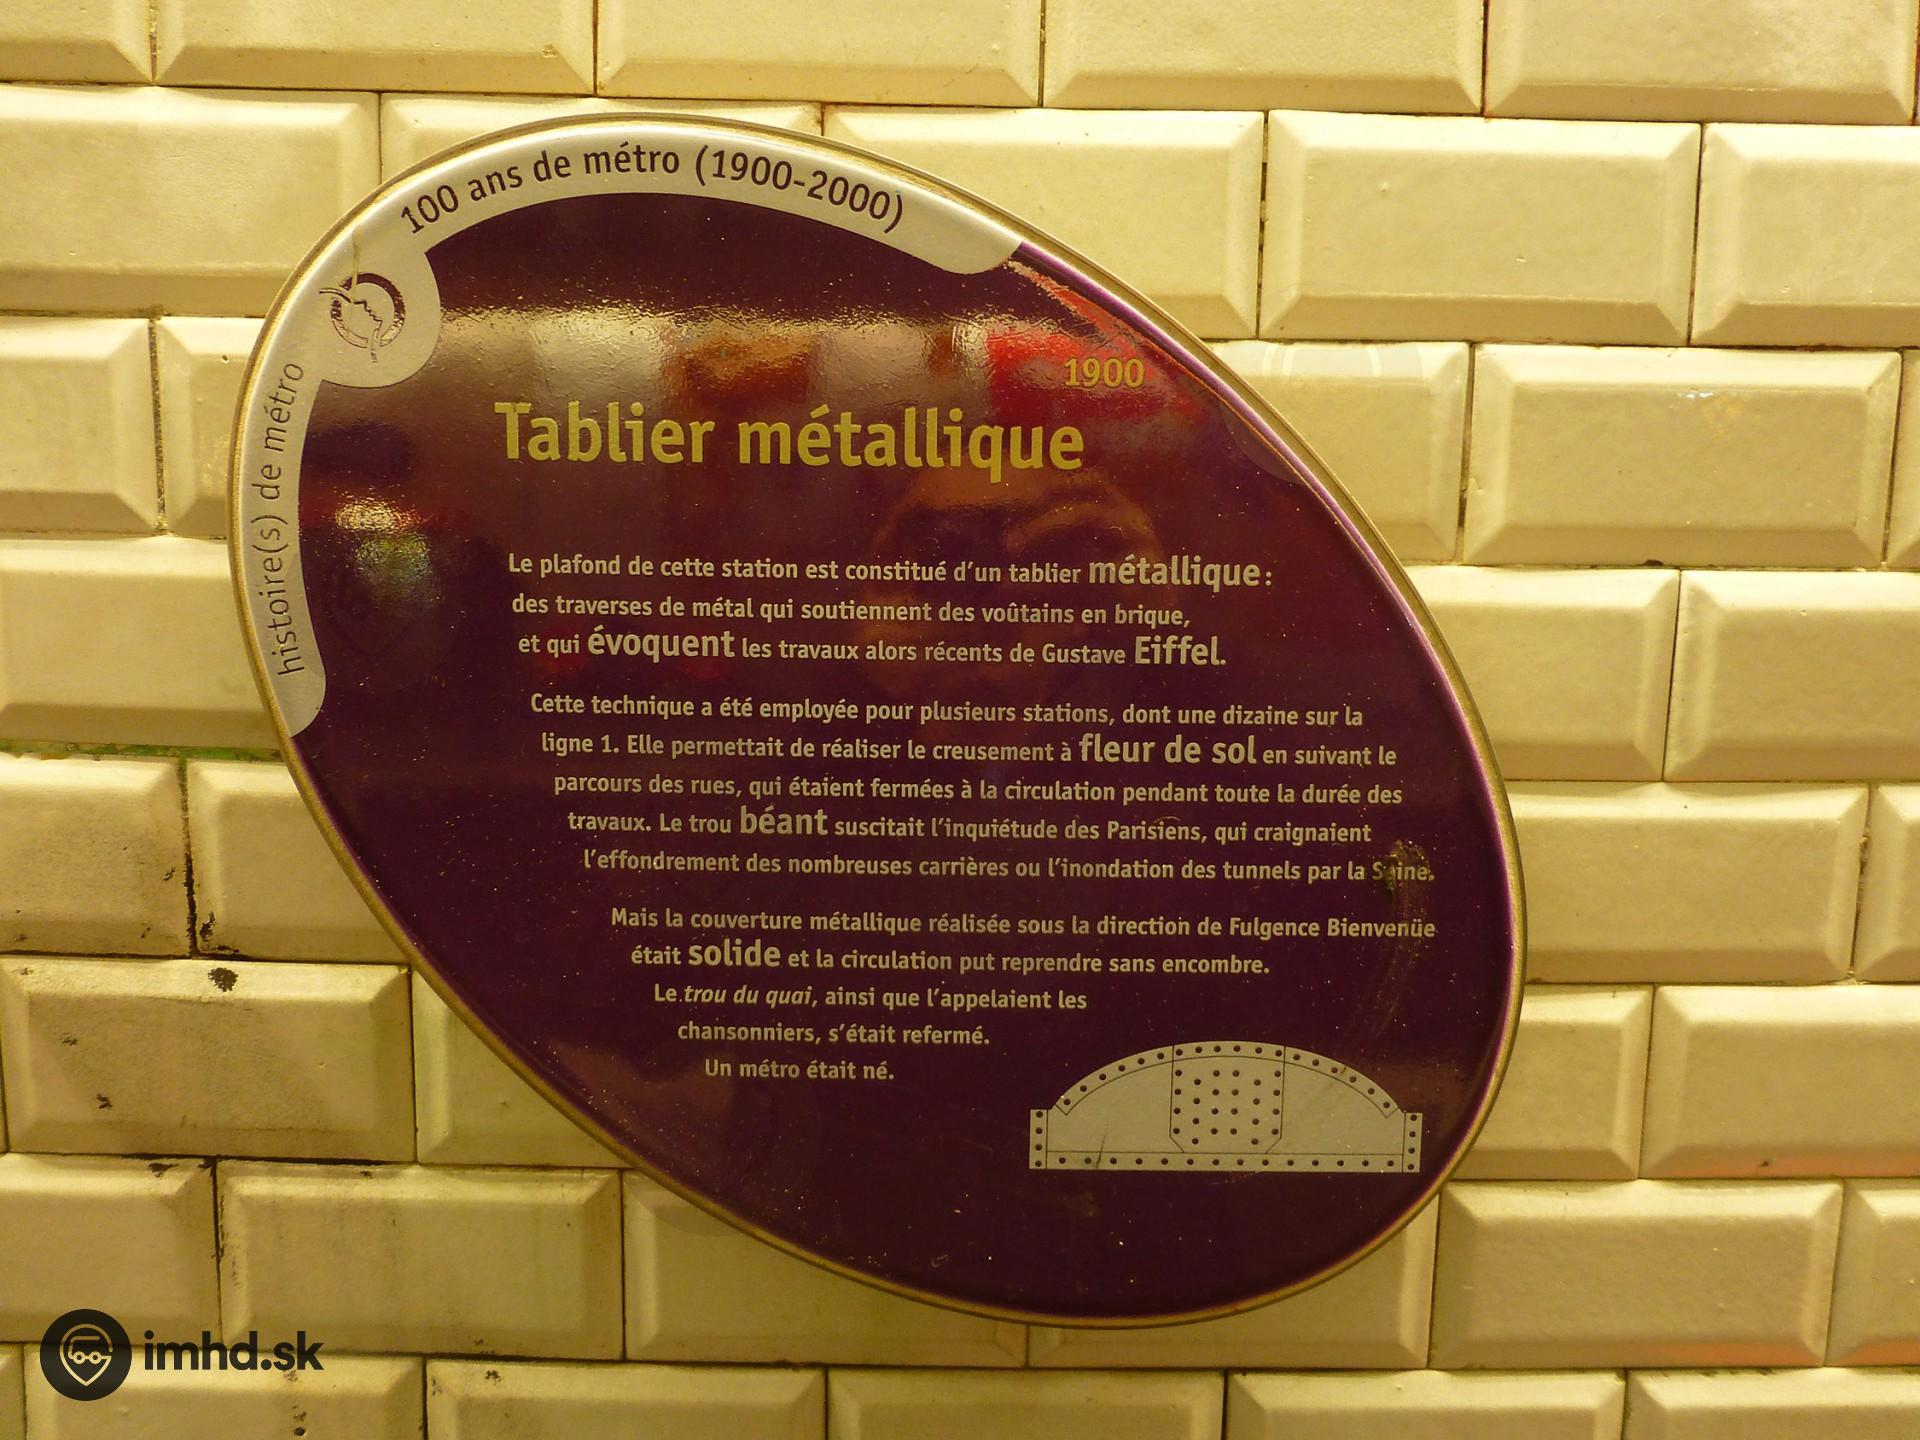 100 ans de métro (1900-2000)
histoire(s) de métro
1900
Tablier métallique
Le plafond de cette station est constitué d'un tablier métallique :
des traverses de métal qui soutiennent des voûtains en brique,
et qui évoquent les travaux alors récents de Gustave Eiffel.
Cette technique a été employée pour plusieurs stations, dont une dizaine sur la
ligne 1. Elle permettait de réaliser le creusement à fleur de sol en suivant le
parcours des rues, qui étaient fermées à la circulation pendant toute la durée des
travaux. Le trou béant suscitait l'inquiétude des Parisiens, qui craignaient
l'effondrement des nombreuses carrières ou l'inondation des tunnels par la Seine.
Mais la couverture métallique réalisée sous la direction de Fulgence Bienvenüe
était solide et la circulation put reprendre sans encombre.
Le trou du quai, ainsi que l'appelaient les
chansonniers, s'était refermé.
Un métro était né.
imhd.sk